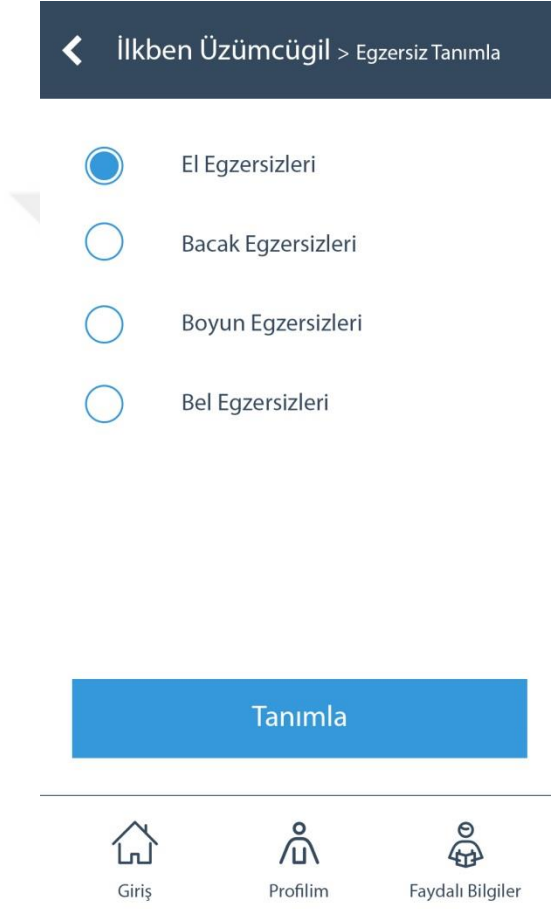 İlkben Üzümcügil > Egzersiz Tanımla
El Egzersizleri
Bacak Egzersizleri
Boyun Egzersizleri
Bel Egzersizleri
Tanımla
Giriş Profilim Faydalı Bilgiler